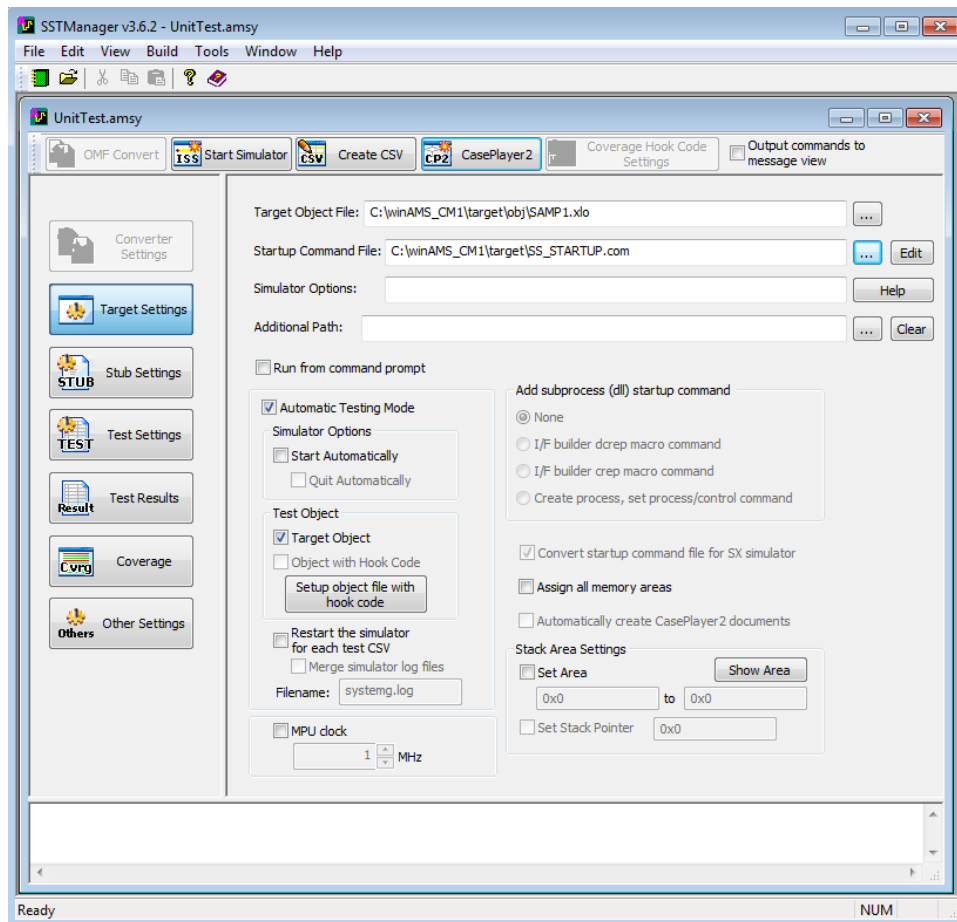 SSTManager v3.6.2 - UnitTest.amsy
File Edit View Build Tools Window Help
UnitTest.amsy
OMF Convert
ISS Start Simulator
CSV Create CSV
CP2 CasePlayer2
Coverage Hook Code
Settings
Output commands to
message view
Converter
Settings
Target Settings
STUB Stub Settings
TEST Test Settings
Result Test Results
Cvrg Coverage
Others Other Settings
Target Object File: C:\winAMS_CM1\target\obj\SAMP1.xlo ...
Startup Command File: C:\winAMS_CM1\target\SS_STARTUP.com ... Edit
Simulator Options: Help
Additional Path: ... Clear
Run from command prompt
Automatic Testing Mode
Simulator Options
Start Automatically
Quit Automatically
Test Object
Target Object
Object with Hook Code
Setup object file with
hook code
Restart the simulator
for each test CSV
Merge simulator log files
Filename: systemg.log
MPU clock
1 MHz
Add subprocess (dll) startup command
None
I/F builder dcrep macro command
I/F builder crep macro command
Create process, set process/control command
Convert startup command file for SX simulator
Assign all memory areas
Automatically create CasePlayer2 documents
Stack Area Settings
Set Area Show Area
0x0 to 0x0
Set Stack Pointer 0x0
Ready NUM